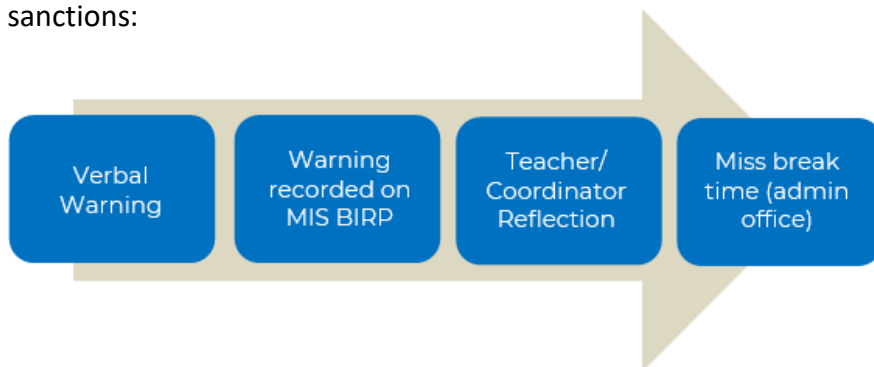 sanctions:
Verbal
Warning
Warning
recorded on
MIS BIRP
Teacher/
Coordinator
Reflection
Miss break
time (admin
office)